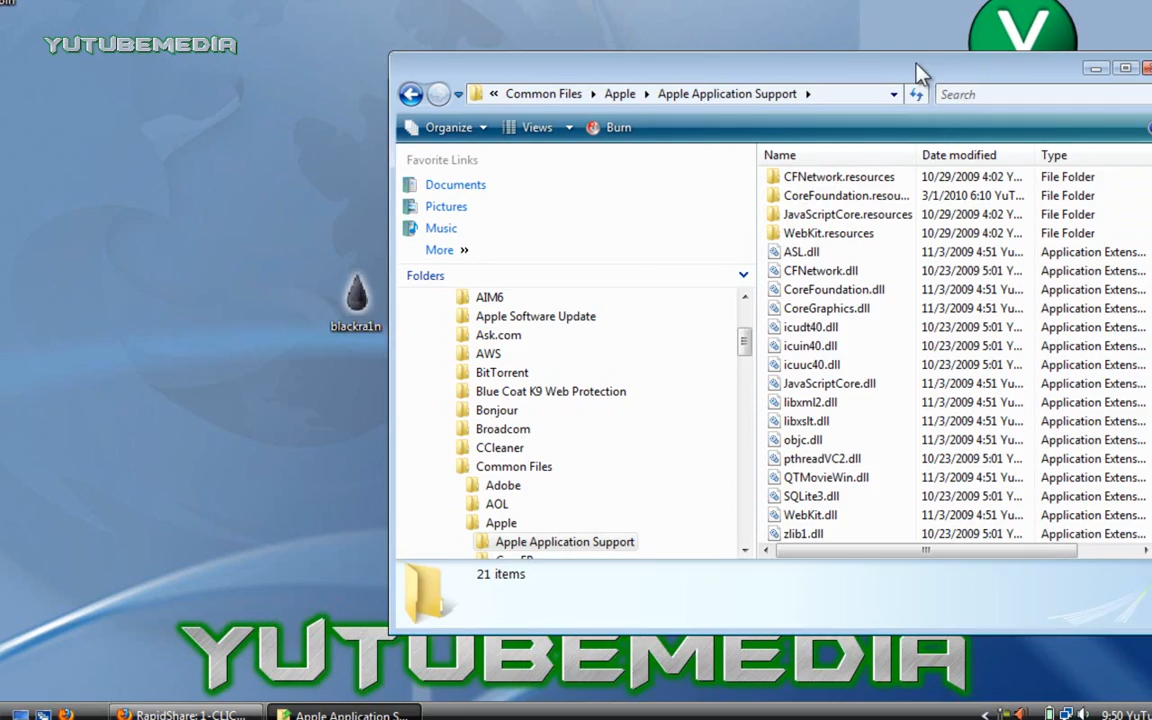 YUTUBEMEDIA
V
« Common Files Apple Apple Application Support
Search
Organize Views Burn
Favorite Links
Documents
Pictures
Music
More »
Folders
AIM6
Apple Software Update
Ask.com
AWS
BitTorrent
Blue Coat K9 Web Protection
Bonjour
Broadcom
CCleaner
Common Files
Adobe
AOL
Apple
Apple Application Support
Name Date modified Type
CFNetwork.resources 10/29/2009 4:02 Y... File Folder
CoreFoundation.resou... 3/1/2010 6:10 YuT... File Folder
JavaScriptCore.resources 10/29/2009 4:02 Y... File Folder
WebKit.resources 10/29/2009 4:02 Y... File Folder
ASL.dll 11/3/2009 4:51 Yu... Application Extens...
CFNetwork.dll 10/23/2009 5:01 Y... Application Extens...
CoreFoundation.dll 11/3/2009 4:51 Yu... Application Extens...
CoreGraphics.dll 11/3/2009 4:51 Yu... Application Extens...
icudt40.dll 10/23/2009 5:01 Y... Application Extens...
icuin40.dll 10/23/2009 5:01 Y... Application Extens...
icuuc40.dll 10/23/2009 5:01 Y... Application Extens...
JavaScriptCore.dll 11/3/2009 4:51 Yu... Application Extens...
libxml2.dll 11/3/2009 4:51 Yu... Application Extens...
libxslt.dll 11/3/2009 4:51 Yu... Application Extens...
objc.dll 11/3/2009 4:51 Yu... Application Extens...
pthreadVC2.dll 10/23/2009 5:01 Y... Application Extens...
QTMovieWin.dll 11/3/2009 4:51 Yu... Application Extens...
SQLite3.dll 10/23/2009 5:01 Y... Application Extens...
WebKit.dll 11/3/2009 4:51 Yu... Application Extens...
zlib1.dll 10/23/2009 5:01 Y... Application Extens...
21 items
blackra1n
YUTUBEMEDIA
RapidShare: 1-CLIC...
Apple Application S...
9:50 YuTu